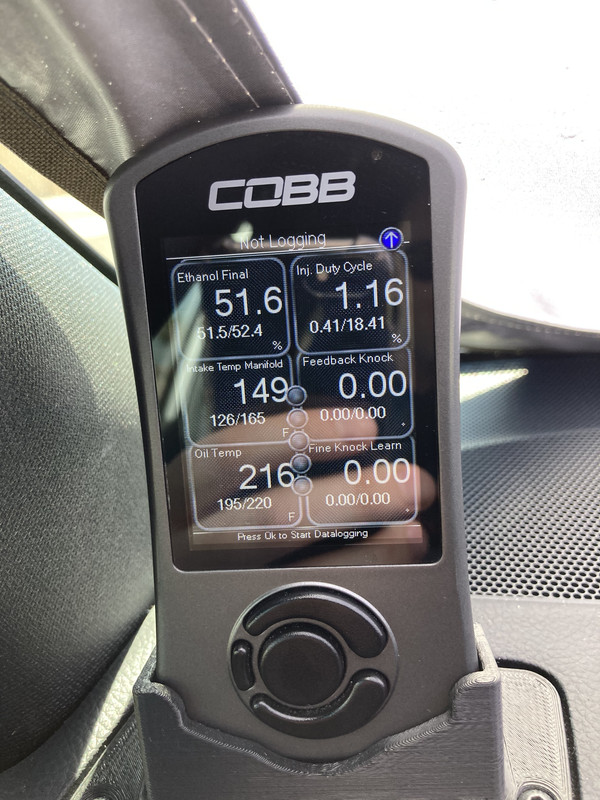 COBB
Not Logging
Ethanol Final
51.6
51.5/52.4
%
Inj. Duty Cycle
1.16
0.41/18.41
%
Intake Temp Manifold
149
126/165
F
Feedback Knock
0.00
0.00/0.00
°
Oil Temp
216
195/220
F
Fine Knock Learn
0.00
0.00/0.00
°
Press Ok to Start Datalogging